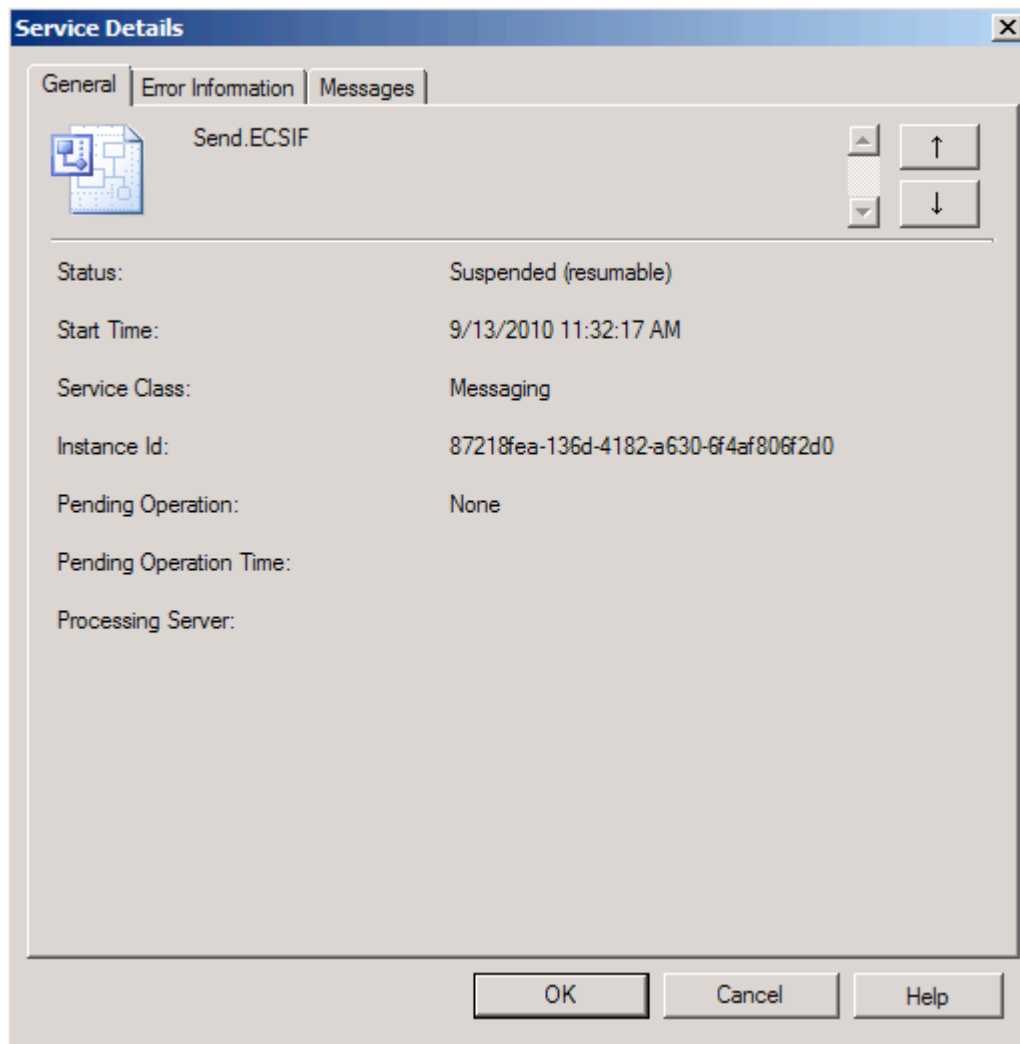 Service Details
General Error Information Messages
Send.ECSIF
↑
↓
Status: Suspended (resumable)
Start Time: 9/13/2010 11:32:17 AM
Service Class: Messaging
Instance Id: 87218fea-136d-4182-a630-6f4af806f2d0
Pending Operation: None
Pending Operation Time:
Processing Server:
OK Cancel Help